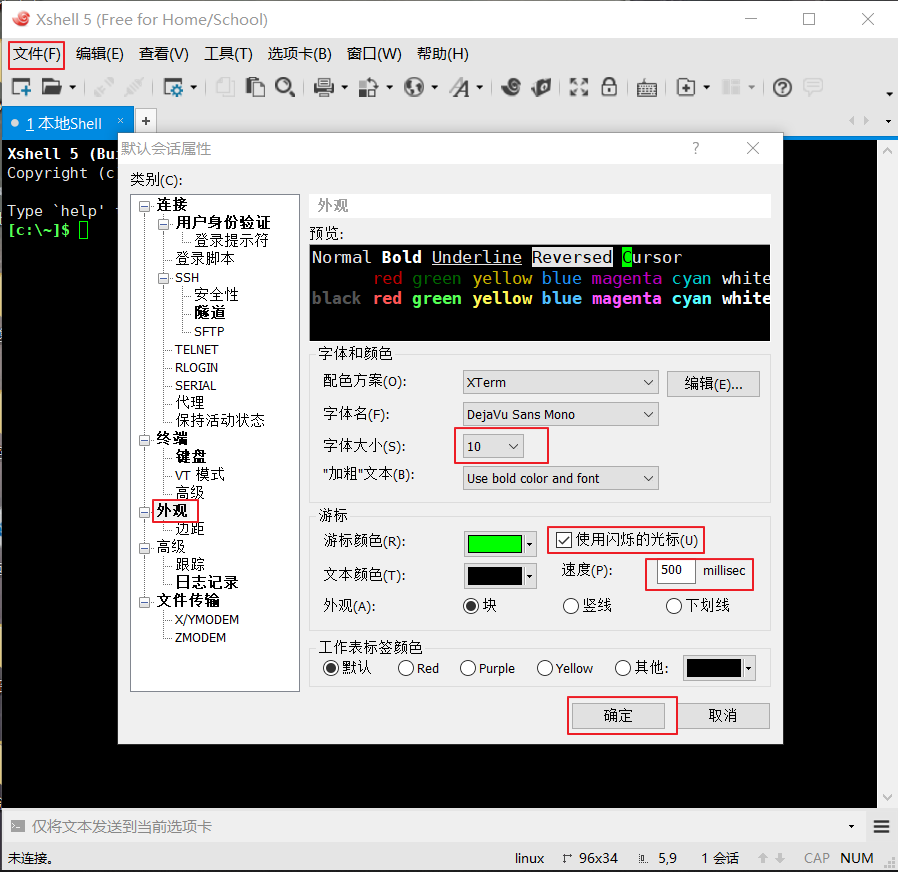 Xshell 5 (Free for Home/School)
文件(F) 编辑(E) 查看(V) 工具(T) 选项卡(B) 窗口(W) 帮助(H)
1 本地Shell × +
Xshell 5 (Bu
Copyright (c
Type `help'
[c:\~]$
默认会话属性 ?
类别(C):
连接
用户身份验证
登录提示符
登录脚本
SSH
安全性
隧道
SFTP
TELNET
RLOGIN
SERIAL
代理
保持活动状态
终端
键盘
VT 模式
高级
外观
边距
高级
跟踪
日志记录
文件传输
X/YMODEM
ZMODEM
外观
预览:
Normal Bold Underline Reversed Cursor
red green yellow blue magenta cyan white
black red green yellow blue magenta cyan white
字体和颜色
配色方案(O): XTerm 编辑(E)...
字体名(F): DejaVu Sans Mono
字体大小(S): 10
"加粗"文本(B): Use bold color and font
游标
游标颜色(R): 使用闪烁的光标(U)
文本颜色(T): 速度(P): 500 millisec
外观(A): 块 竖线 下划线
工作表标签颜色
默认 Red Purple Yellow 其他:
确定 取消
仅将文本发送到当前选项卡
未连接。 linux 96x34 5,9 1 会话 CAP NUM